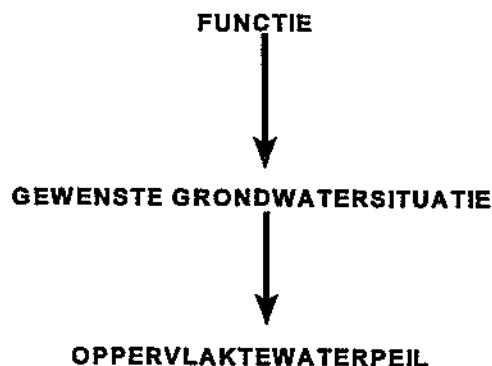 FUNCTIE
GEWENSTE GRONDWATERSITUATIE
OPPERVLAKTEWATERPEIL